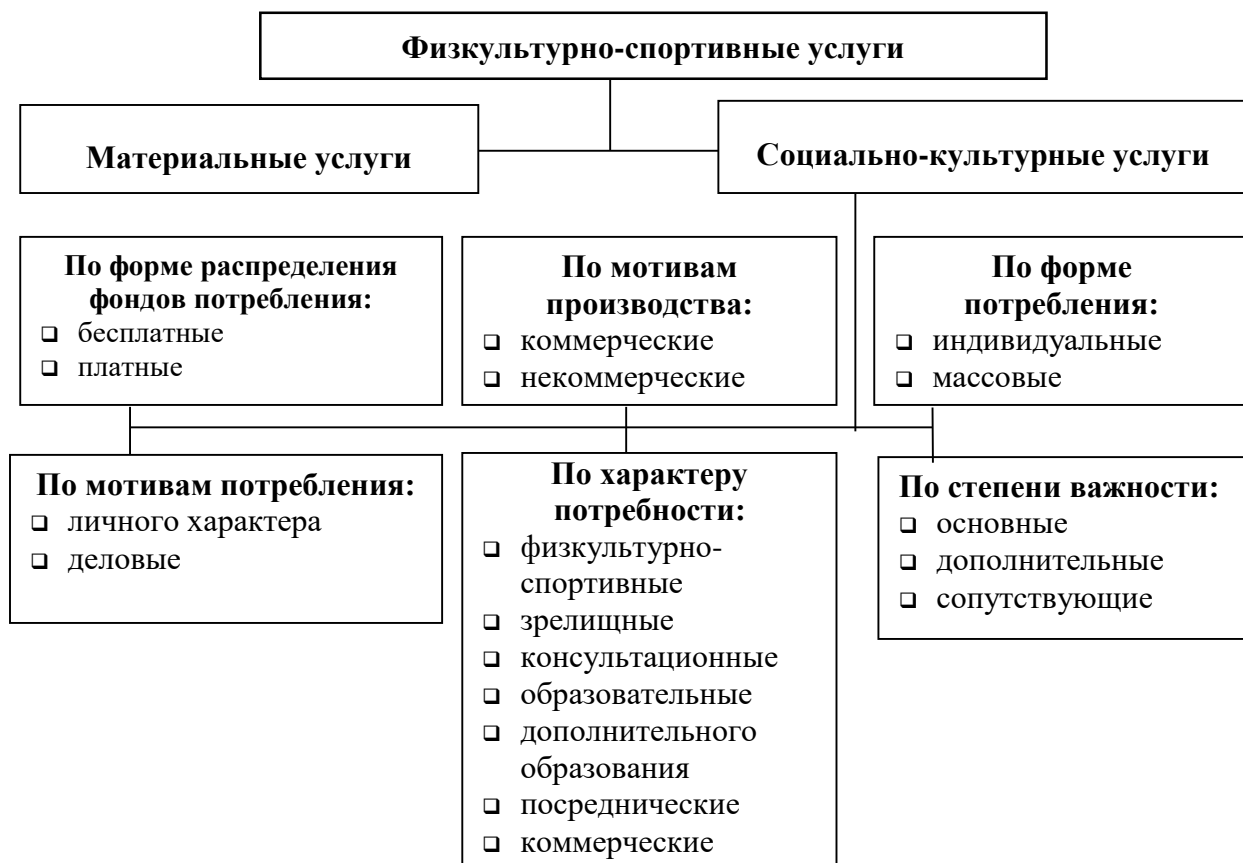 Физкультурно-спортивные услуги
Материальные услуги
Социально-культурные услуги
По форме распределения
фондов потребления:
❑ бесплатные
❑ платные
По мотивам
производства:
❑ коммерческие
❑ некоммерческие
По форме
потребления:
❑ индивидуальные
❑ массовые
По мотивам потребления:
❑ личного характера
❑ деловые
По характеру
потребности:
❑ физкультурно-
спортивные
❑ зрелищные
❑ консультационные
❑ образовательные
❑ дополнительного
образования
❑ посреднические
❑ коммерческие
По степени важности:
❑ основные
❑ дополнительные
❑ сопутствующие